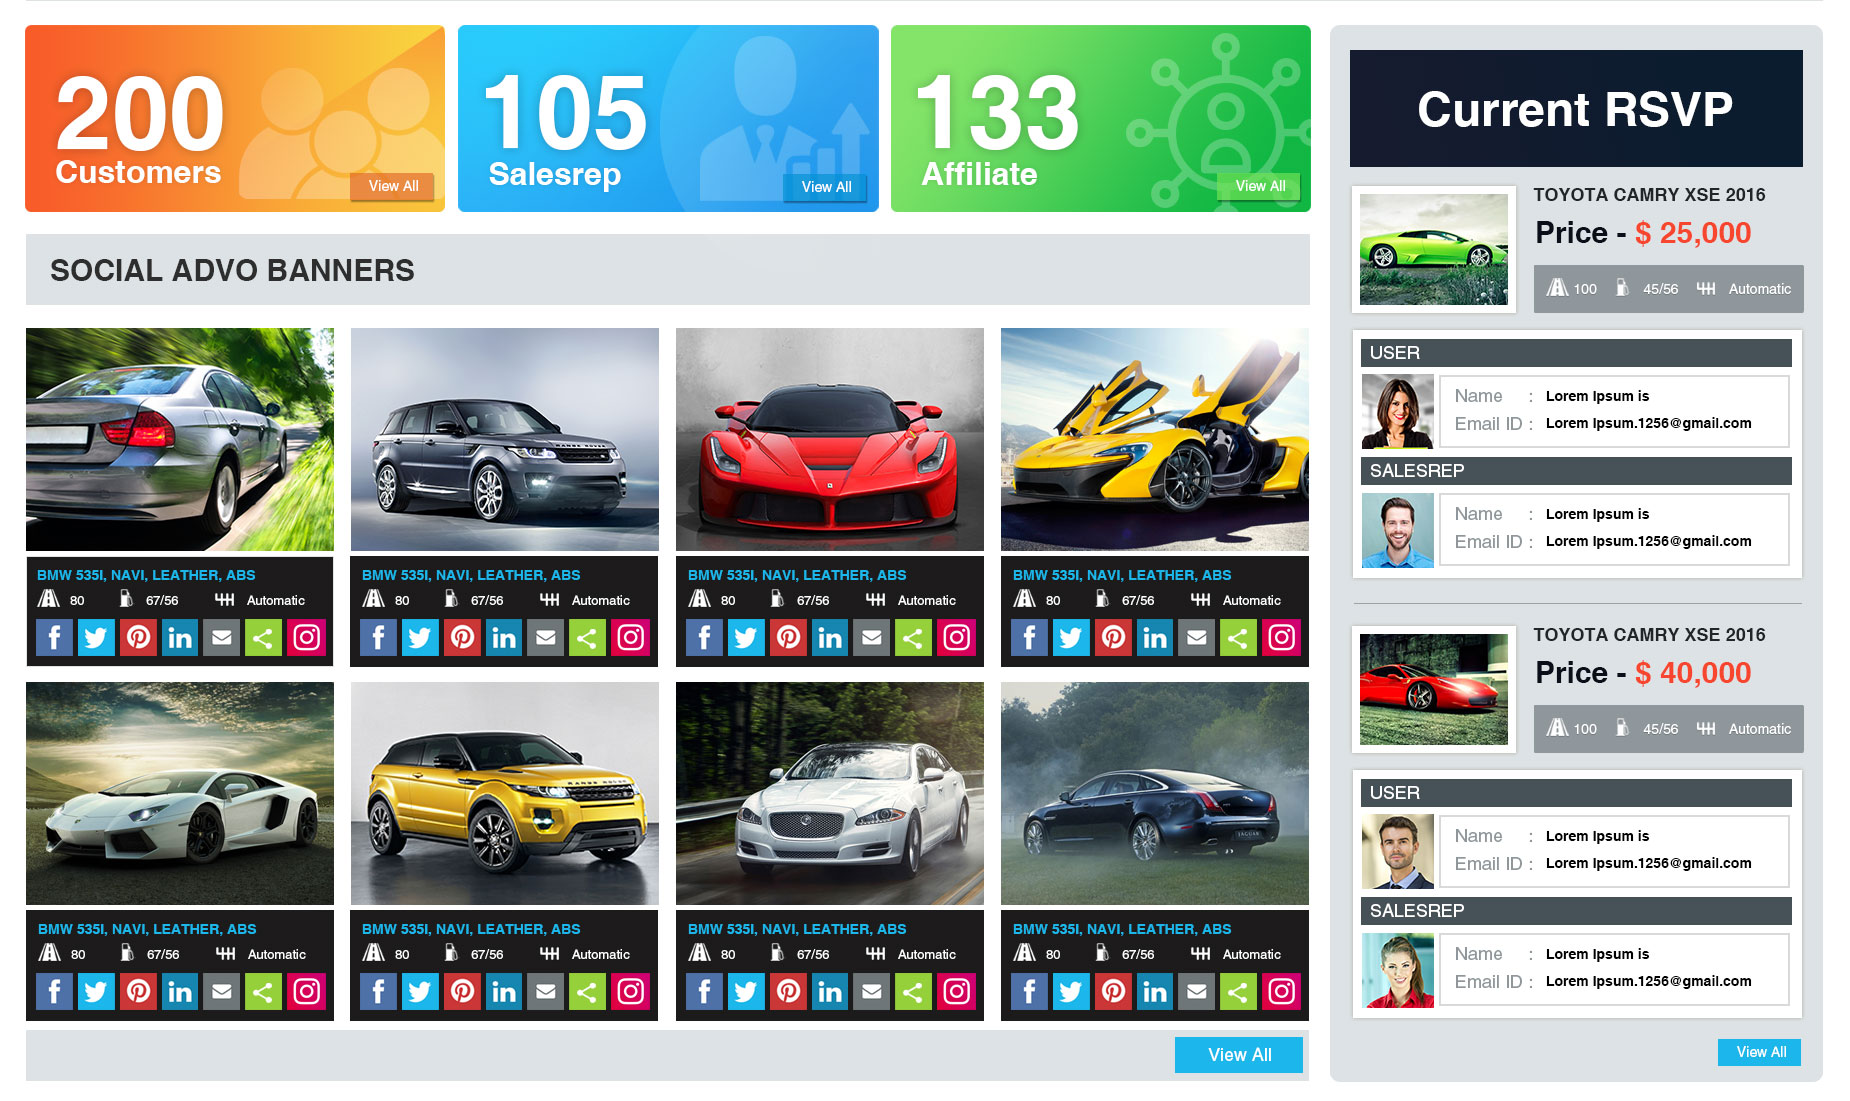 200
Customers
View All
105
Salesrep
View All
133
Affiliate
View All
SOCIAL ADVO BANNERS
RANGE ROVER
BMW 535I, NAVI, LEATHER, ABS
80 67/56 Automatic
BMW 535I, NAVI, LEATHER, ABS
80 67/56 Automatic
BMW 535I, NAVI, LEATHER, ABS
80 67/56 Automatic
BMW 535I, NAVI, LEATHER, ABS
80 67/56 Automatic
RANGE ROVER
JAGUAR
BMW 535I, NAVI, LEATHER, ABS
80 67/56 Automatic
BMW 535I, NAVI, LEATHER, ABS
80 67/56 Automatic
BMW 535I, NAVI, LEATHER, ABS
80 67/56 Automatic
BMW 535I, NAVI, LEATHER, ABS
80 67/56 Automatic
View All
Current RSVP
TOYOTA CAMRY XSE 2016
Price - $ 25,000
100 45/56 Automatic
USER
Name : Lorem Ipsum is
Email ID : Lorem Ipsum.1256@gmail.com
SALESREP
Name : Lorem Ipsum is
Email ID : Lorem Ipsum.1256@gmail.com
TOYOTA CAMRY XSE 2016
Price - $ 40,000
100 45/56 Automatic
USER
Name : Lorem Ipsum is
Email ID : Lorem Ipsum.1256@gmail.com
SALESREP
Name : Lorem Ipsum is
Email ID : Lorem Ipsum.1256@gmail.com
View All